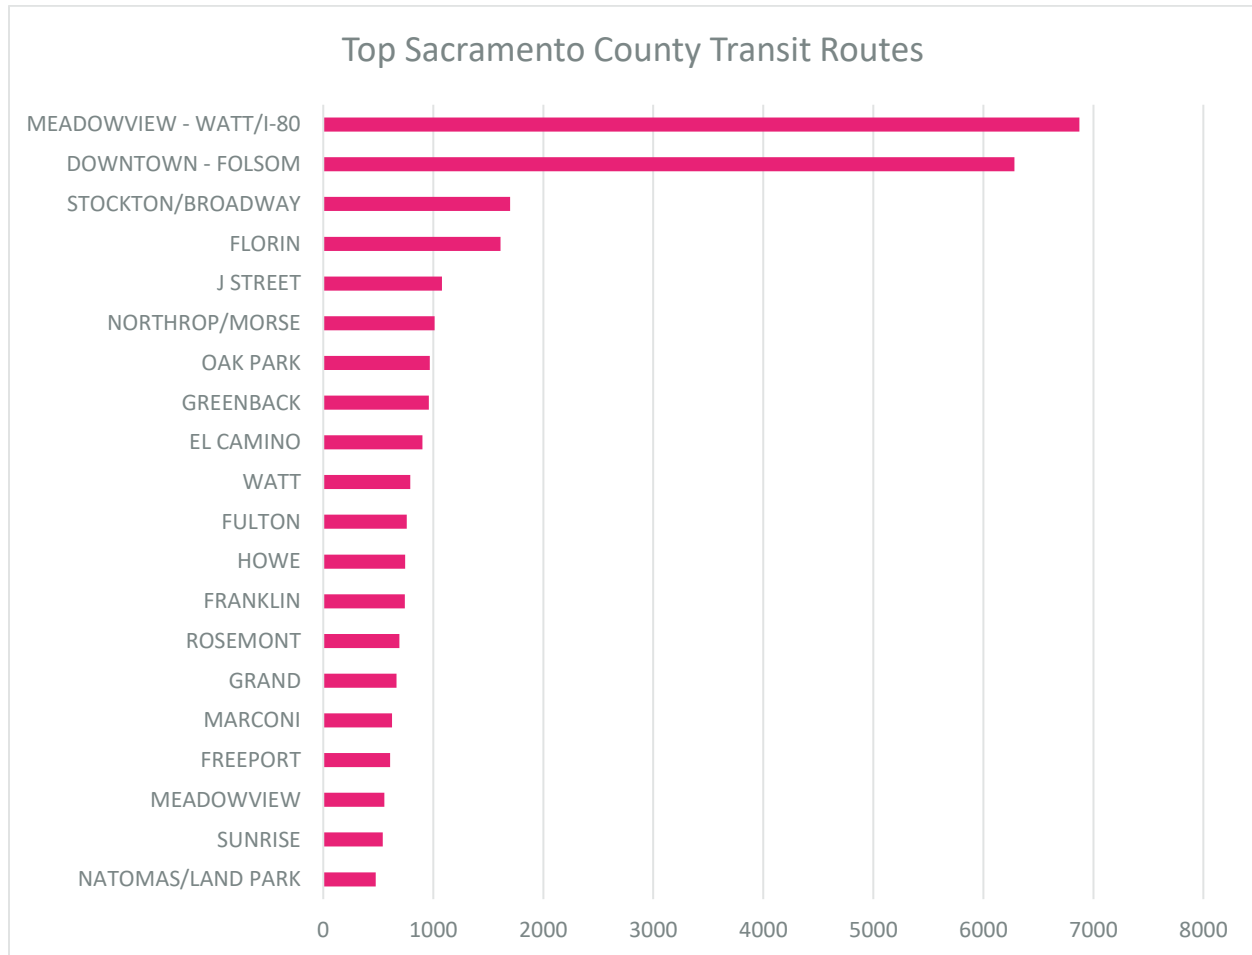 Top Sacramento County Transit Routes
MEADOWVIEW - WATT/I-80
DOWNTOWN - FOLSOM
STOCKTON/BROADWAY
FLORIN
J STREET
NORTHROP/MORSE
OAK PARK
GREENBACK
EL CAMINO
WATT
FULTON
HOWE
FRANKLIN
ROSEMONT
GRAND
MARCONI
FREEPORT
MEADOWVIEW
SUNRISE
NATOMAS/LAND PARK
0 1000 2000 3000 4000 5000 6000 7000 8000